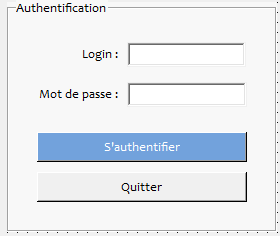 Authentification
Login :
Mot de passe :
S'authentifier
Quitter